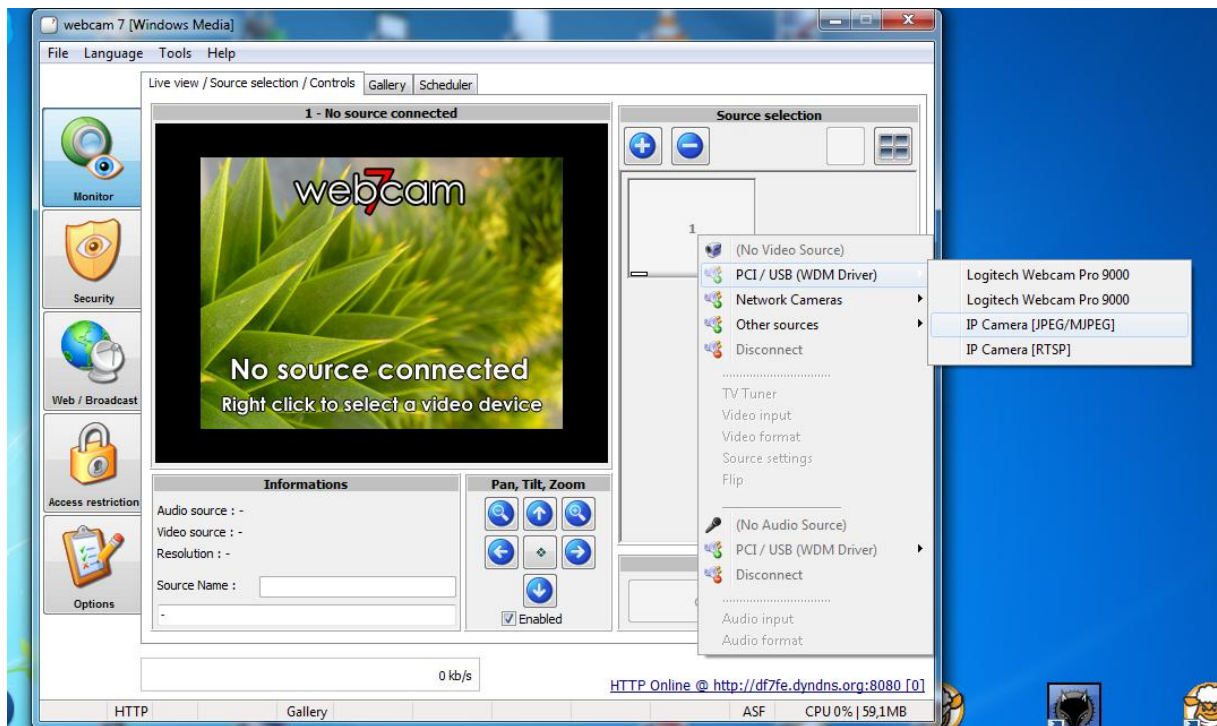 webcam 7 [Windows Media]
File Language Tools Help
Live view / Source selection / Controls Gallery Scheduler
1 - No source connected
Source selection
webcam
7
No source connected
Right click to select a video device
Monitor
Security
Web / Broadcast
Access restriction
Options
1
(No Video Source)
PCI / USB (WDM Driver)
Network Cameras
Other sources
Disconnect
TV Tuner
Video input
Video format
Source settings
Flip
(No Audio Source)
PCI / USB (WDM Driver)
Disconnect
Audio input
Audio format
Logitech Webcam Pro 9000
Logitech Webcam Pro 9000
IP Camera [JPEG/MJPEG]
IP Camera [RTSP]
Informations
Audio source : -
Video source : -
Resolution : -
Source Name :
-
Pan, Tilt, Zoom
Enabled
0 kb/s
HTTP Online @ http://df7fe.dyndns.org:8080 [0]
HTTP Gallery ASF CPU 0% | 59,1MB